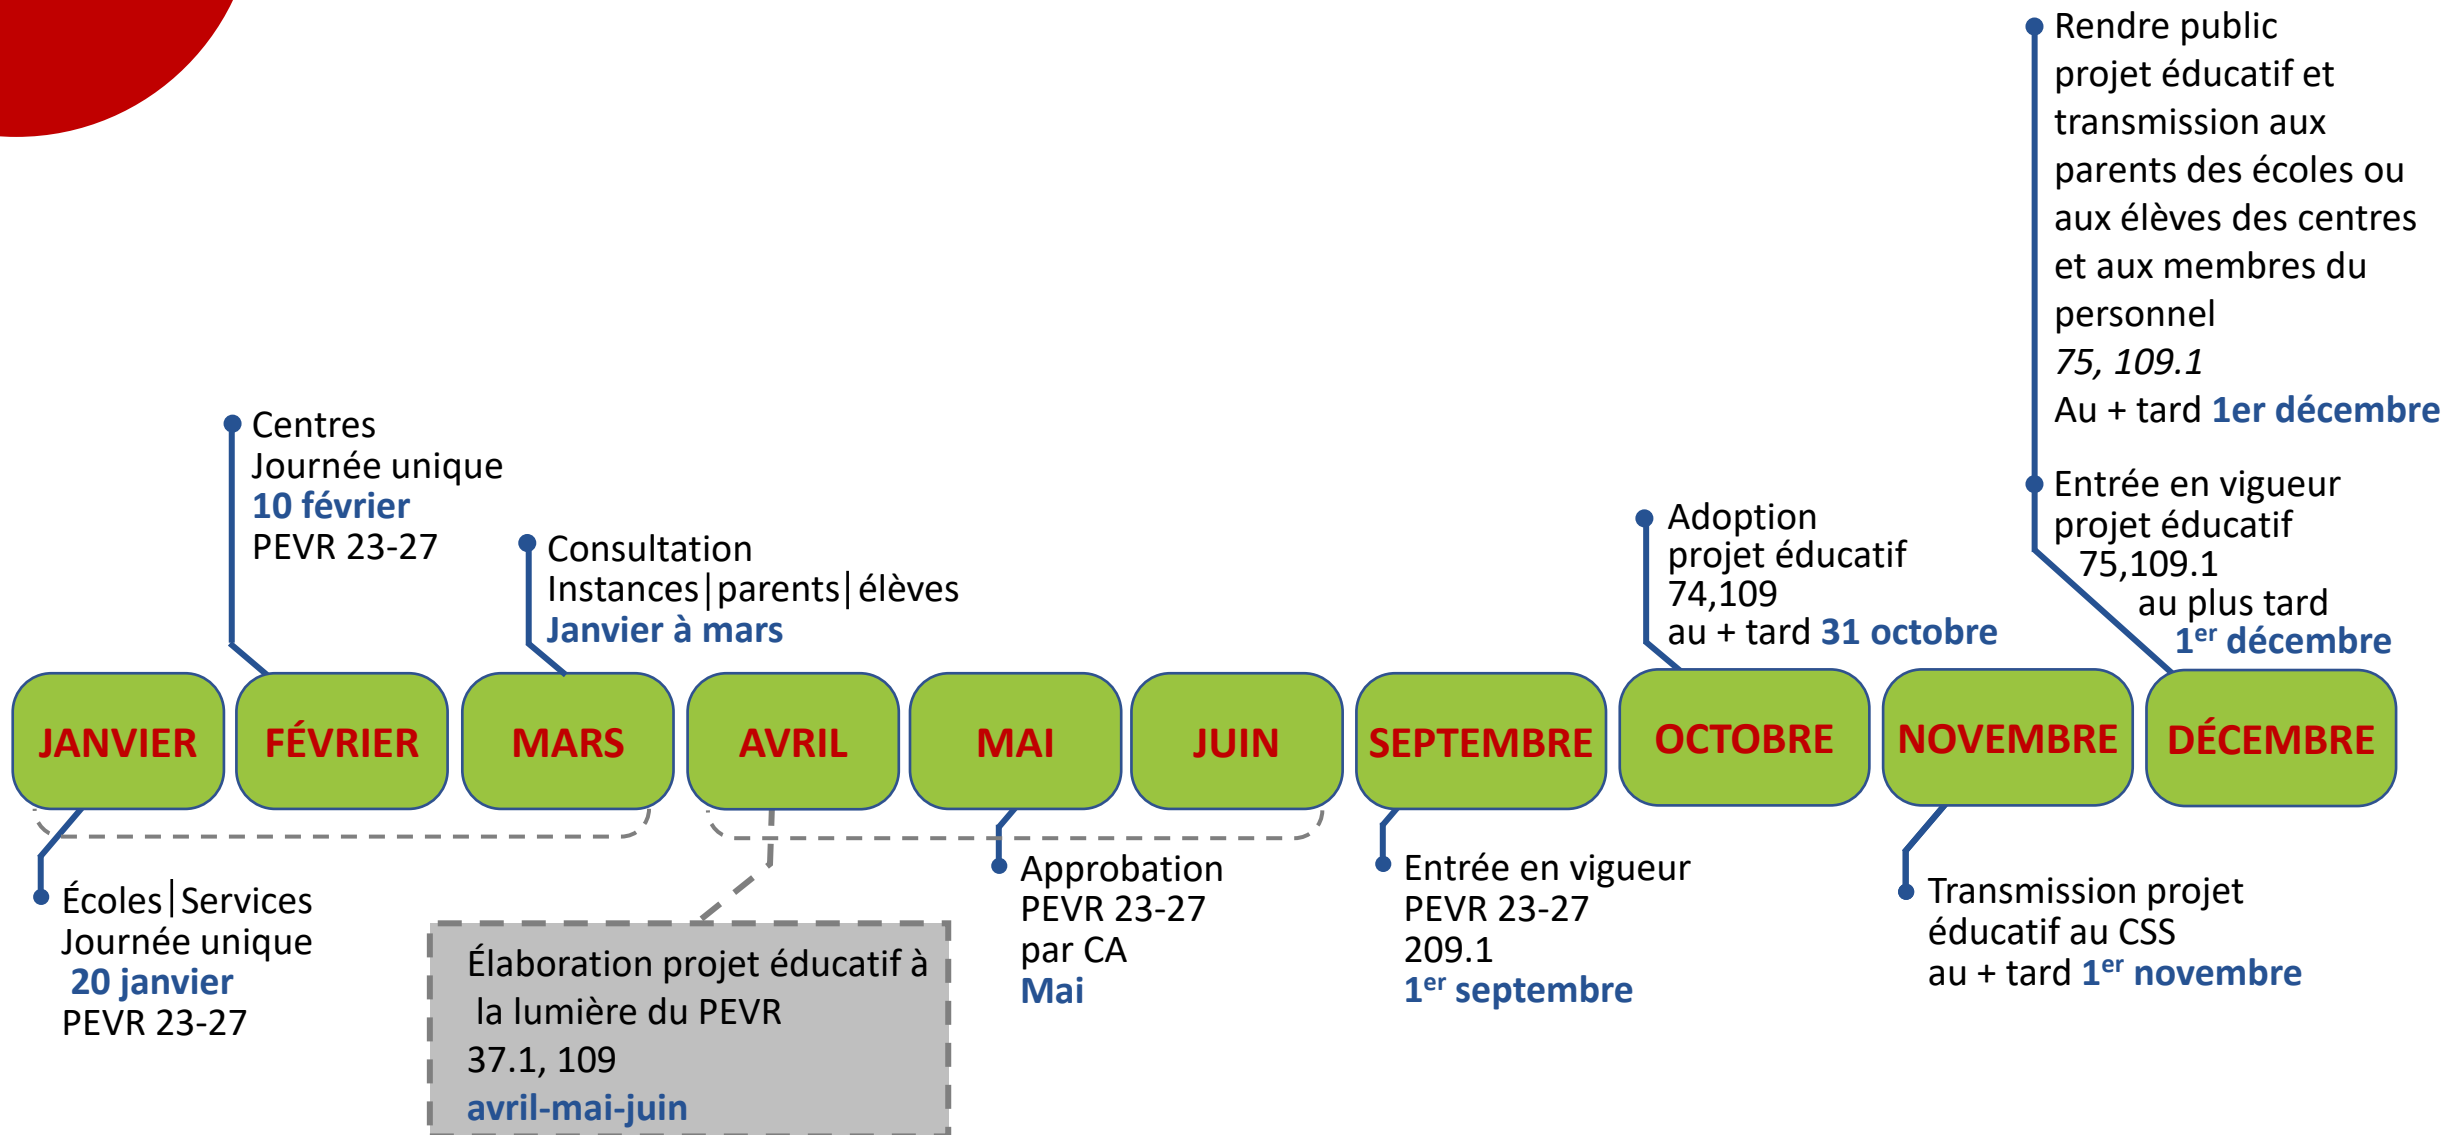 Rendre public
projet éducatif et
transmission aux
parents des écoles ou
aux élèves des centres
et aux membres du
personnel
75, 109.1
Au + tard 1er décembre
Centres
Journée unique
10 février
PEVR 23-27
Consultation
Instances|parents|élèves
Janvier à mars
Adoption
projet éducatif
74,109
au + tard 31 octobre
Entrée en vigueur
projet éducatif
75,109.1
au plus tard
1er décembre
JANVIER
FÉVRIER
MARS
AVRIL
MAI
JUIN
SEPTEMBRE
OCTOBRE
NOVEMBRE
DÉCEMBRE
Écoles|Services
Journée unique
20 janvier
PEVR 23-27
Élaboration projet éducatif à
la lumière du PEVR
37.1, 109
avril-mai-juin
Approbation
PEVR 23-27
par CA
Mai
Entrée en vigueur
PEVR 23-27
209.1
1er septembre
Transmission projet
éducatif au CSS
au + tard 1er novembre